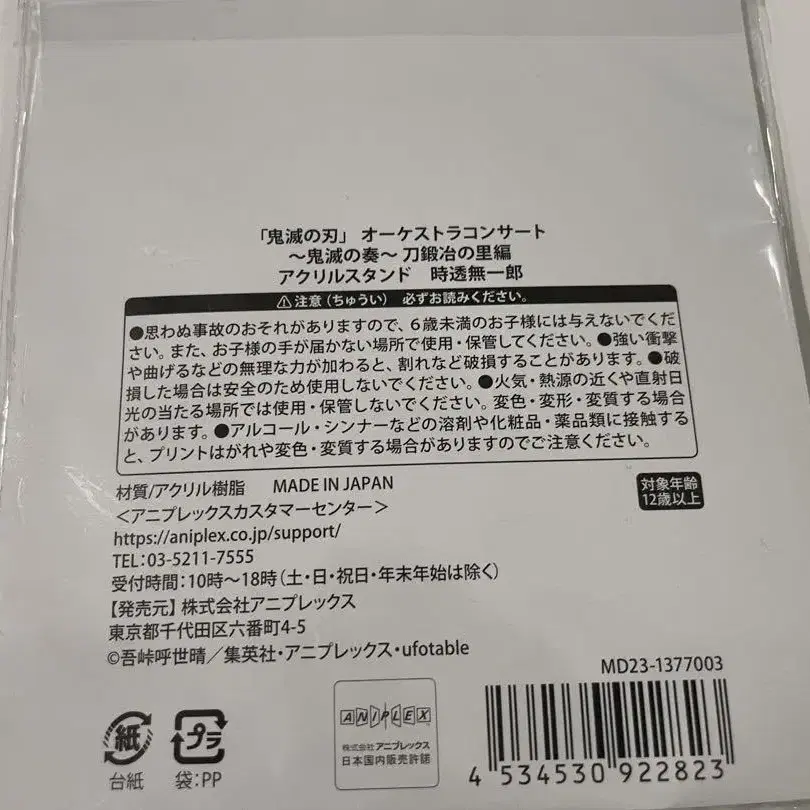 「鬼滅の刃」 オーケストラコンサート
～鬼滅の奏～ 刀鍛冶の里編
アクリルスタンド 時透無一郎
⚠注意（ちゅうい） 必ずお読みください。
●思わぬ事故のおそれがありますので、6歳未満のお子様には与えないでくだ
さい。また、お子様の手が届かない場所で使用・保管してください。●強い衝撃
や曲げるなどの無理な力が加わると、割れなど破損することがあります。●破
損した場合は安全のため使用しないでください。●火気・熱源の近くや直射日
光の当たる場所では使用・保管しないでください。変色・変形・変質する場合
があります。●アルコール・シンナーなどの溶剤や化粧品・薬品類に接触する
と、プリントはがれや変色・変質する場合がありますのでご注意ください。
材質/アクリル樹脂 MADE IN JAPAN
対象年齢
12歳以上
＜アニプレックスカスタマーセンター＞
https://aniplex.co.jp/support/
TEL:03-5211-7555
受付時間:10時～18時（土・日・祝日・年末年始は除く）
【発売元】株式会社アニプレックス
東京都千代田区六番町4-5
©吾峠呼世晴／集英社・アニプレックス・ufotable
MD23-1377003
紙
台紙
プラ
袋:PP
ANIPLEX
株式会社アニプレックス
日本国内販売許諾
4 534530 922823